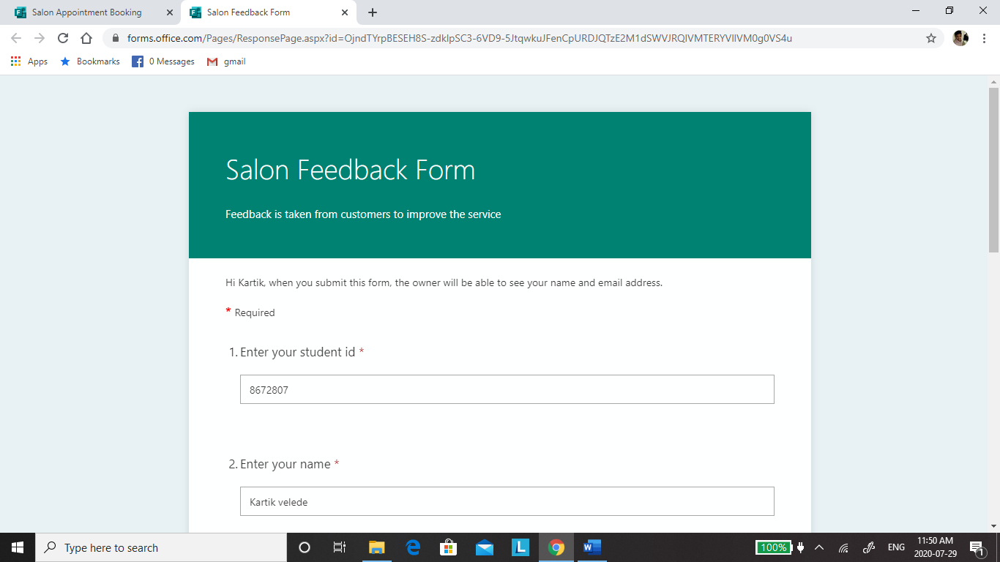 Salon Appointment Booking
Salon Feedback Form
forms.office.com/Pages/ResponsePage.aspx?id=OjndTYrpBESEH8S-zdklpSC3-6VD9-5JtqwkuJFenCpURDJQTzE2M1dSWVJRQlVMTERYVllVM0g0VS4u
Apps
Bookmarks
0 Messages
gmail
Salon Feedback Form
Feedback is taken from customers to improve the service
Hi Kartik, when you submit this form, the owner will be able to see your name and email address.
* Required
1. Enter your student id *
8672807
2. Enter your name *
Kartik velede
Type here to search
100%
ENG
11:50 AM
2020-07-29
1